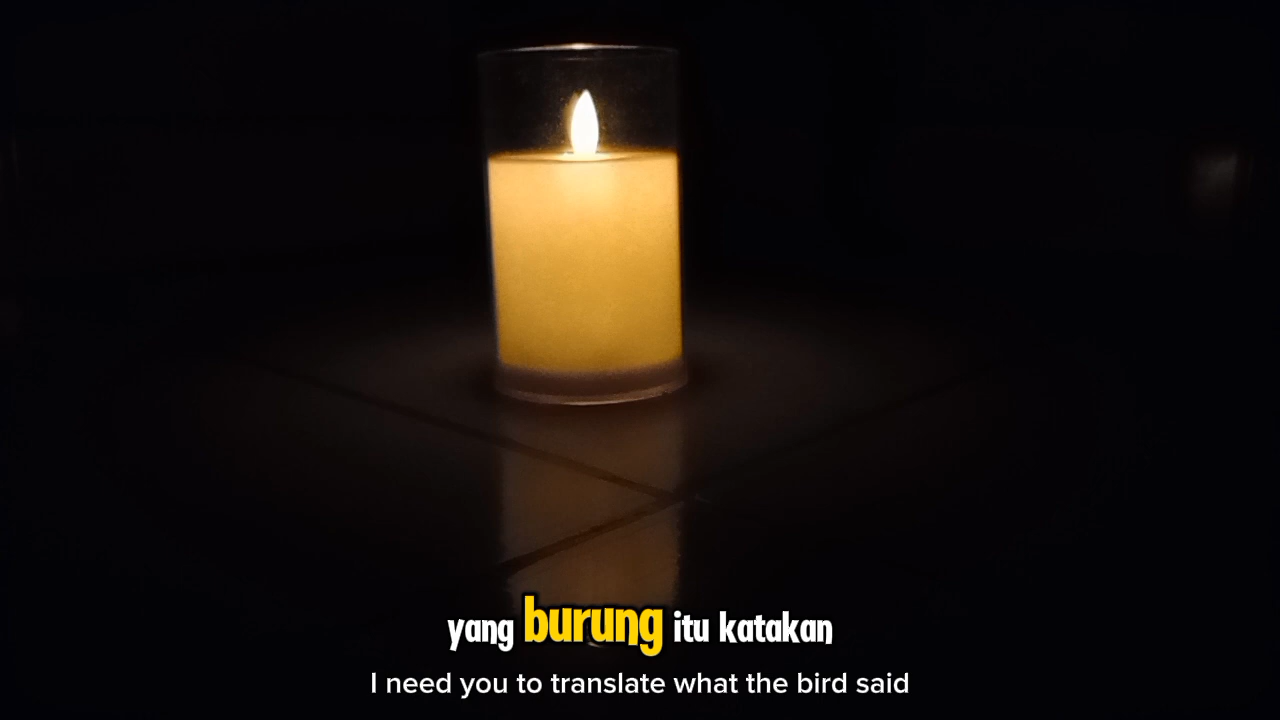 yang burung itu katakan
I need you to translate what the bird said